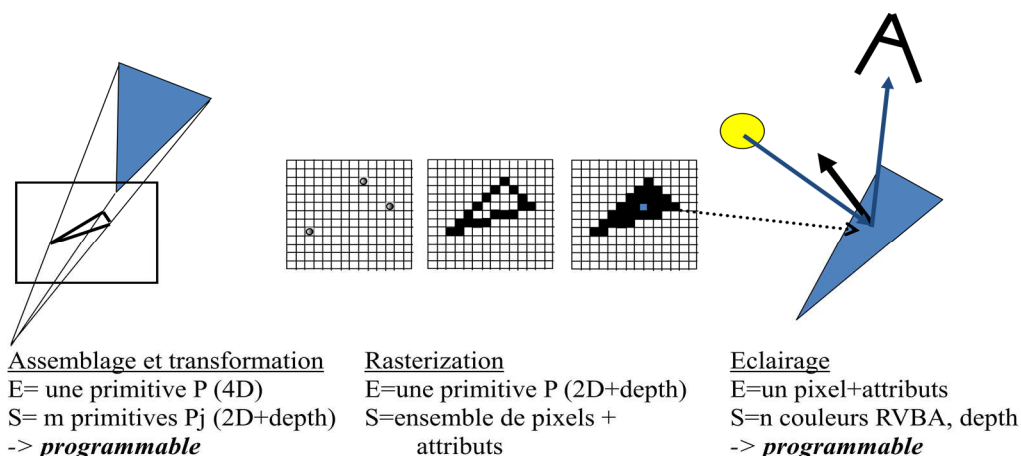 Assemblage et transformation
E= une primitive P (4D)
S= m primitives Pj (2D+depth)
-> programmable
Rasterization
E=une primitive P (2D+depth)
S=ensemble de pixels +
attributs
Eclairage
E=un pixel+attributs
S=n couleurs RVBA, depth
-> programmable